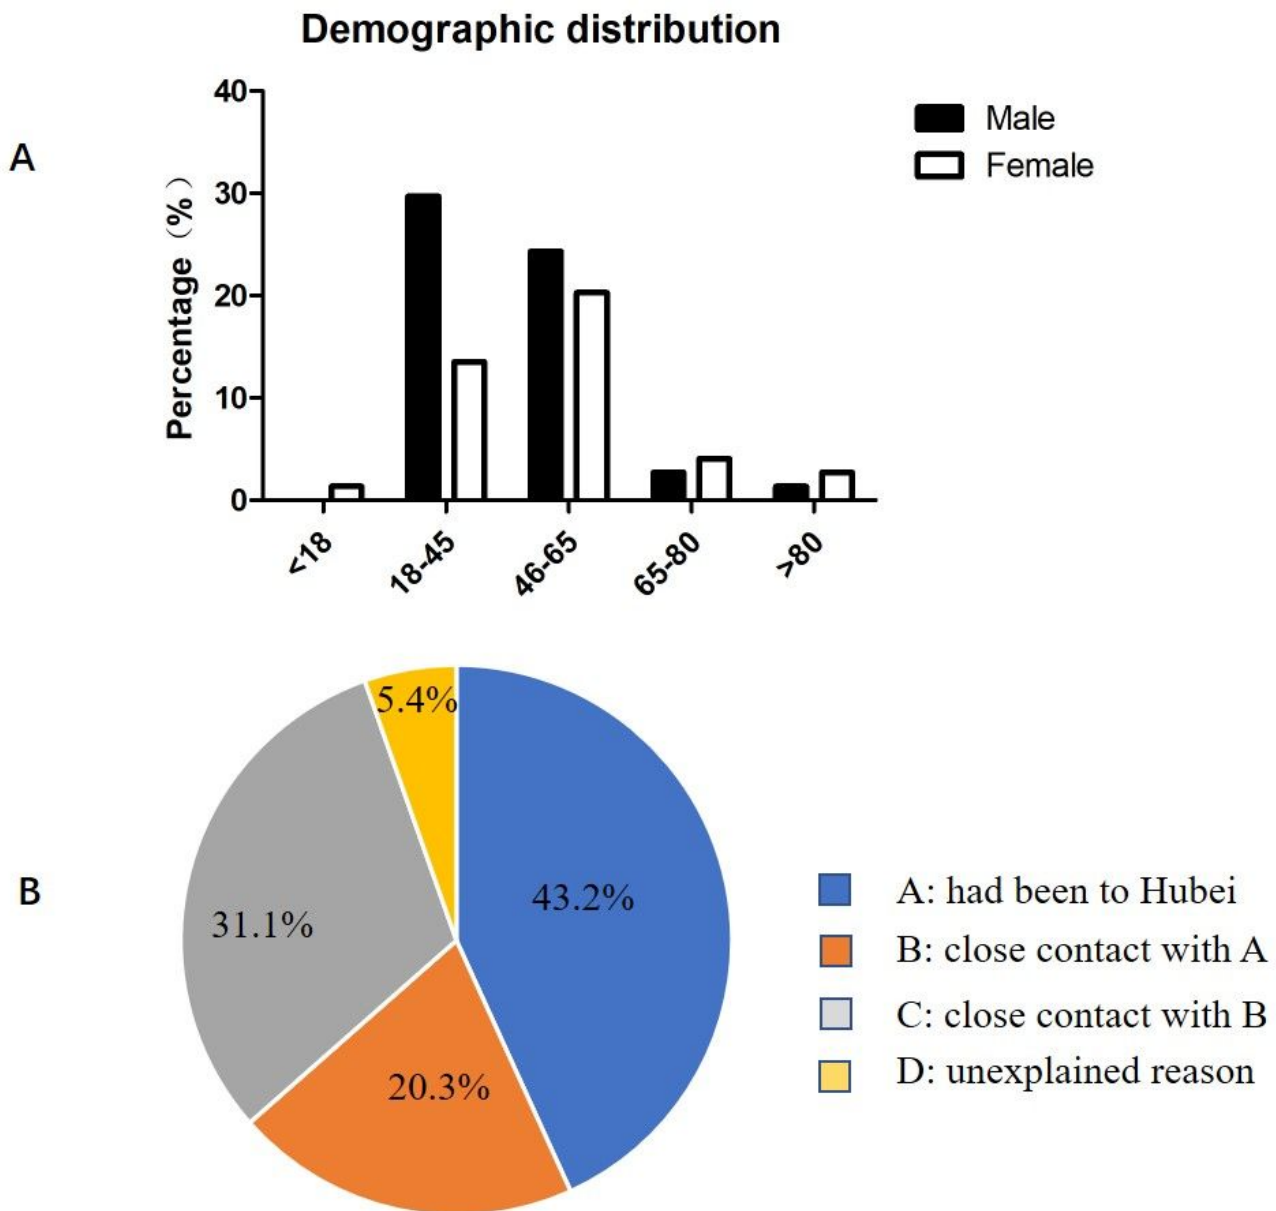 Demographic distribution
A
Percentage（%）
40
30
20
10
0
<18
18-45
46-65
65-80
>80
Male
Female
B
5.4%
43.2%
31.1%
20.3%
A: had been to Hubei
B: close contact with A
C: close contact with B
D: unexplained reason